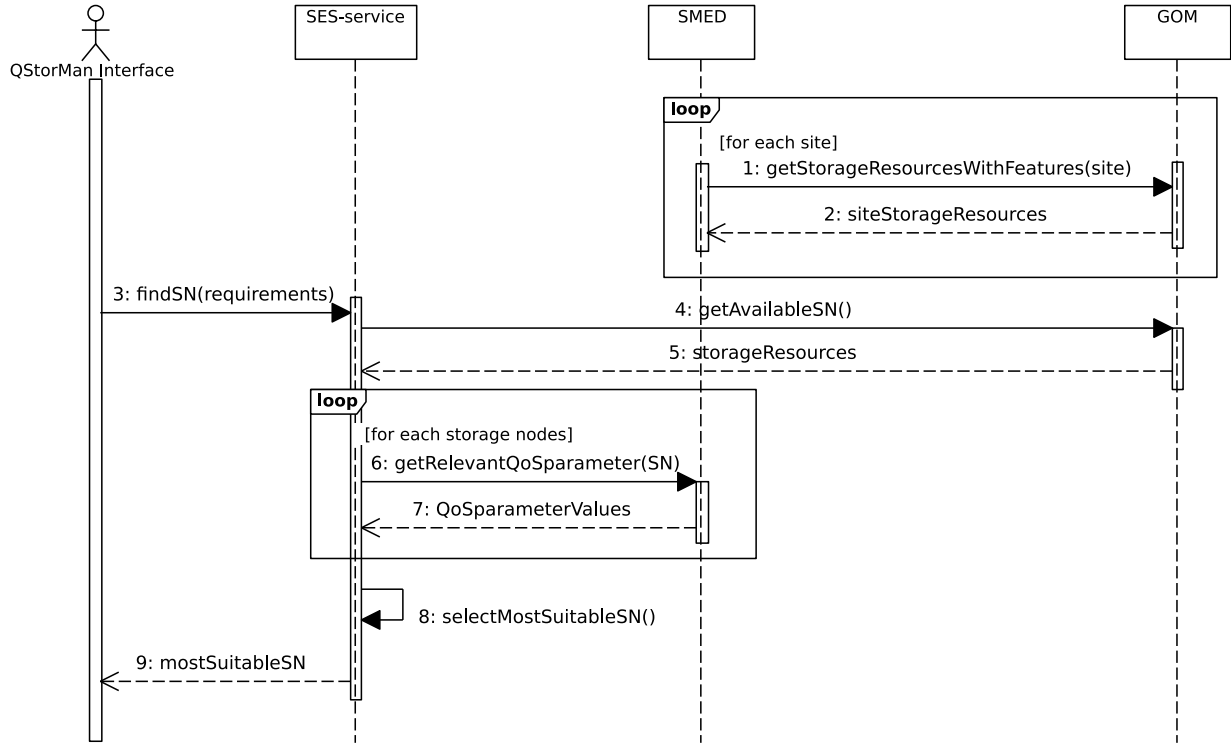 SES-service
SMED
GOM
QStorMan Interface
loop
[for each site]
1: getStorageResourcesWithFeatures(site)
2: siteStorageResources
3: findSN(requirements)
4: getAvailableSN()
5: storageResources
loop
[for each storage nodes]
6: getRelevantQoSparameter(SN)
7: QoSparameterValues
8: selectMostSuitableSN()
9: mostSuitableSN